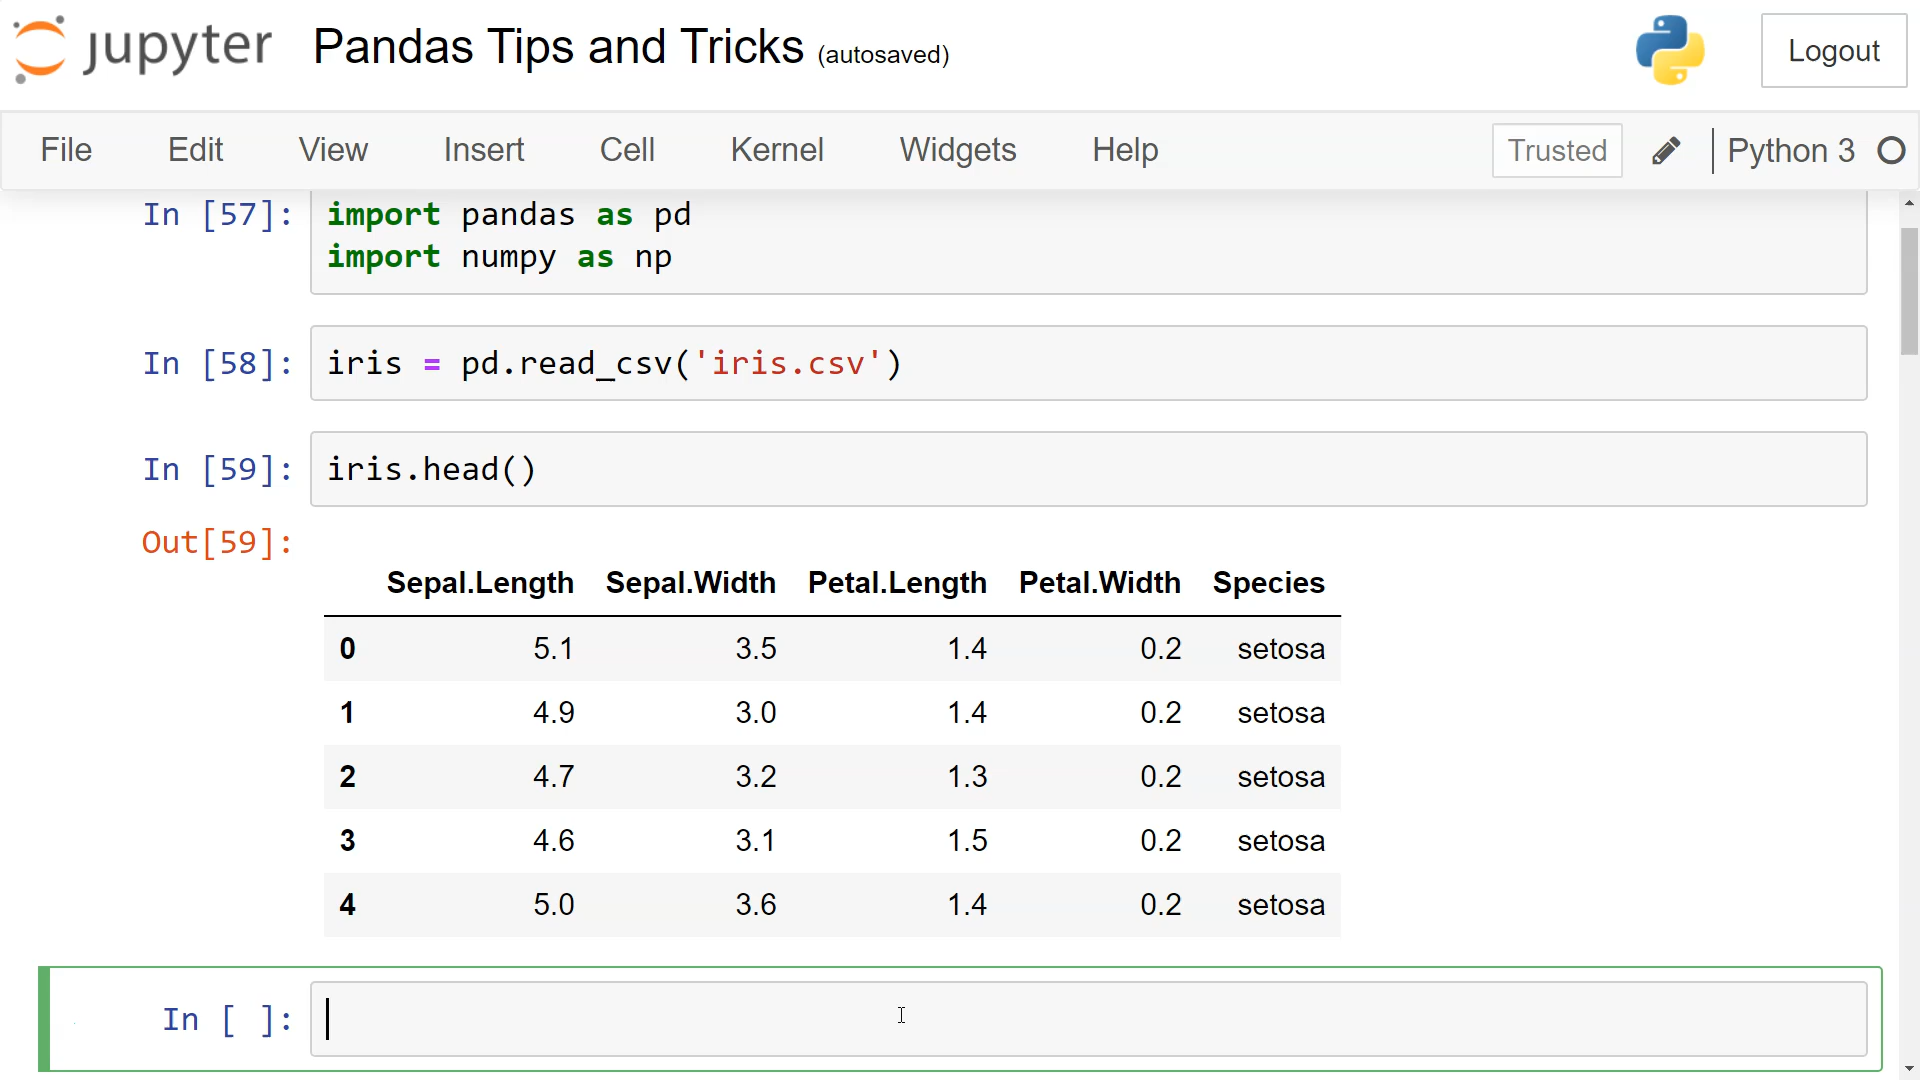 jupyter Pandas Tips and Tricks (autosaved) Logout
File Edit View Insert Cell Kernel Widgets Help Trusted Python 3
In [57]: import pandas as pd
import numpy as np
In [58]: iris = pd.read_csv('iris.csv')
In [59]: iris.head()
Out[59]:
Sepal.Length Sepal.Width Petal.Length Petal.Width Species
0 5.1 3.5 1.4 0.2 setosa
1 4.9 3.0 1.4 0.2 setosa
2 4.7 3.2 1.3 0.2 setosa
3 4.6 3.1 1.5 0.2 setosa
4 5.0 3.6 1.4 0.2 setosa
In [ ]: